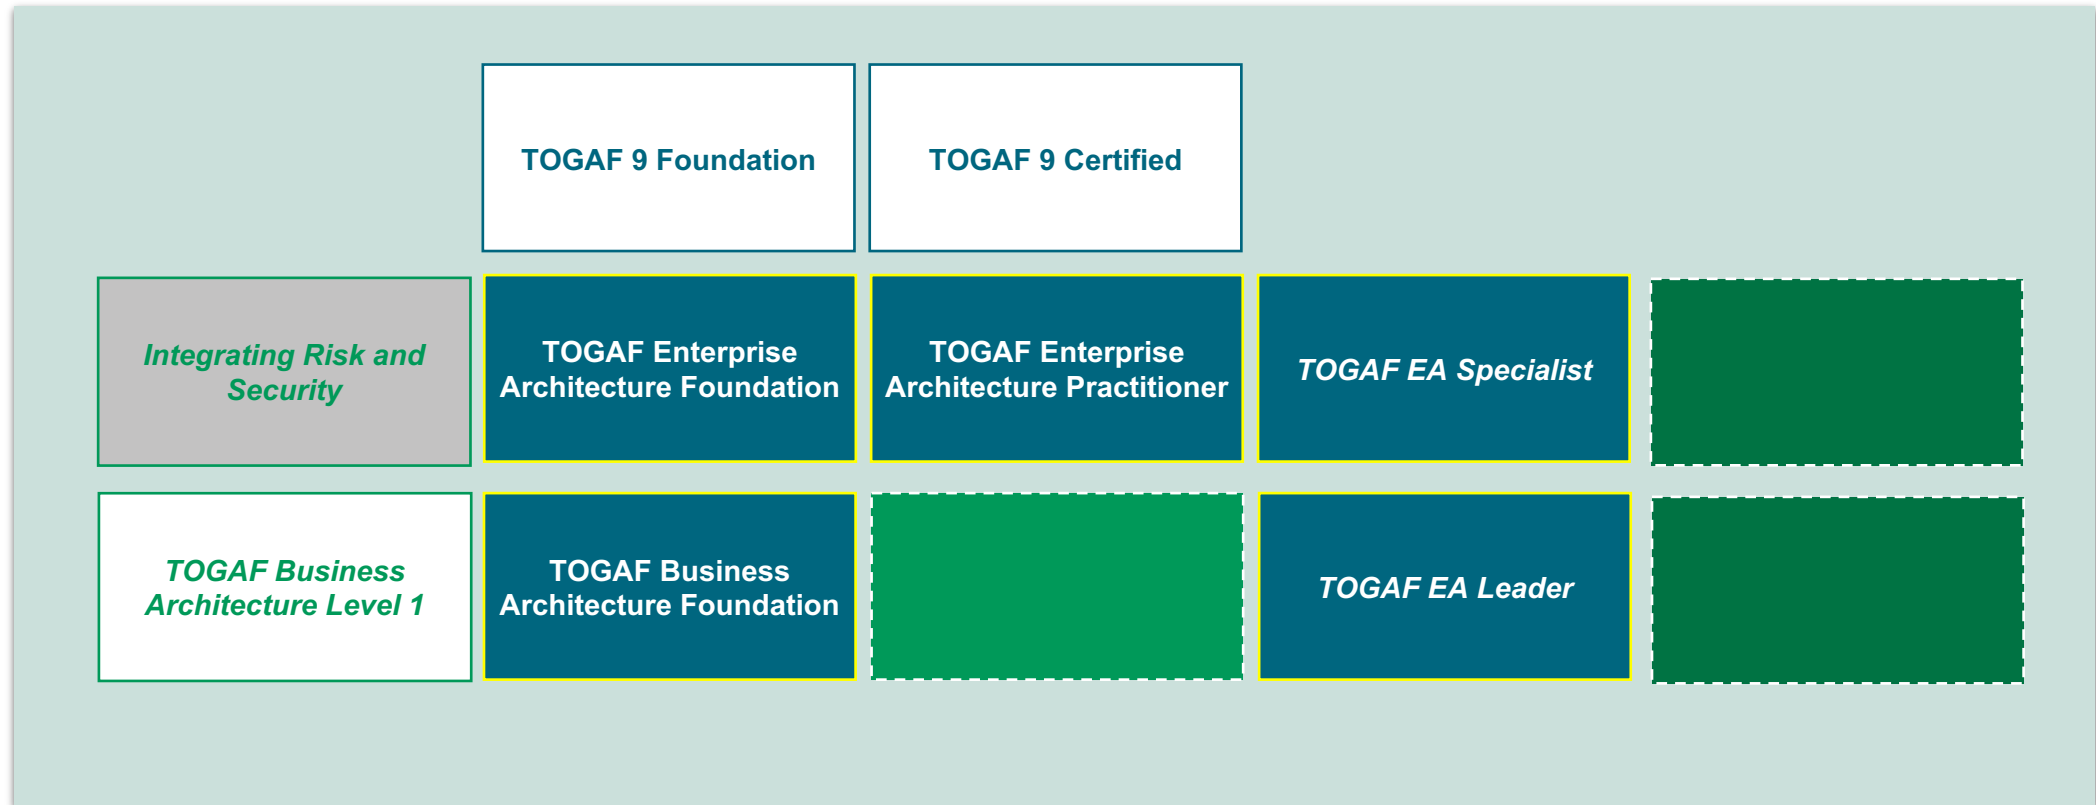 TOGAF 9 Foundation
TOGAF 9 Certified
Integrating Risk and
Security
TOGAF Enterprise
Architecture Foundation
TOGAF Enterprise
Architecture Practitioner
TOGAF EA Specialist
TOGAF Business
Architecture Level 1
TOGAF Business
Architecture Foundation
TOGAF EA Leader